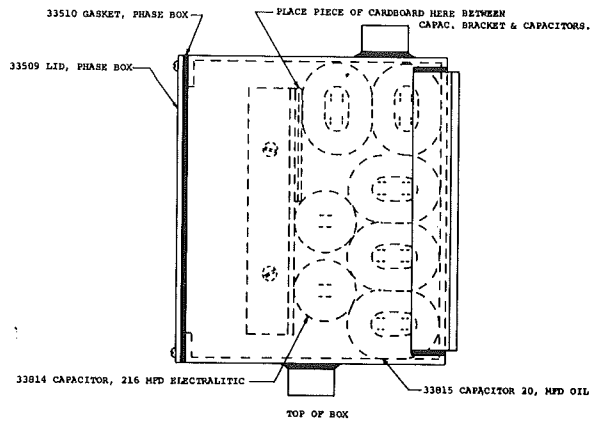 33510 GASKET, PHASE BOX
PLACE PIECE OF CARDBOARD HERE BETWEEN
CAPAC. BRACKET & CAPACITORS.
33509 LID, PHASE BOX
33814 CAPACITOR, 216 MFD ELECTRALITIC
33815 CAPACITOR 20, MFD OIL
TOP OF BOX